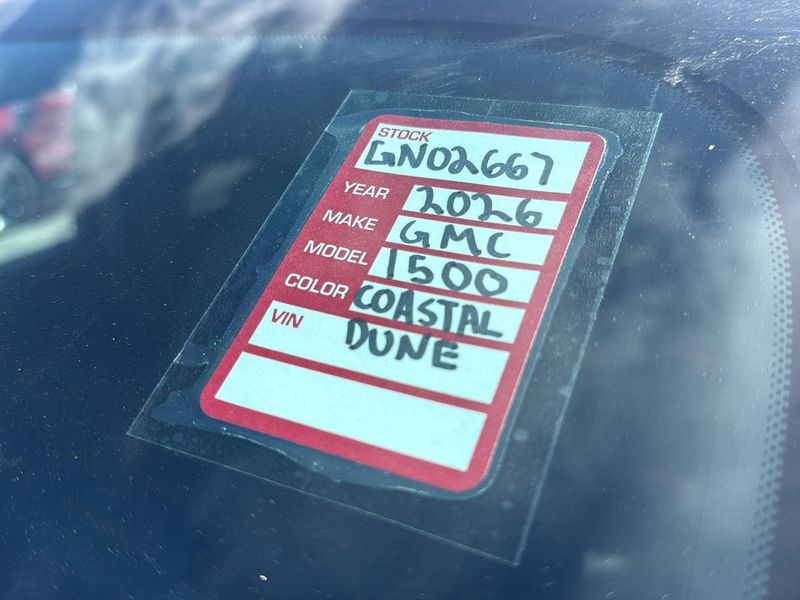 STOCK
GN02667
YEAR 2026
MAKE GMC
MODEL 1500
COLOR COASTAL
VIN DUNE